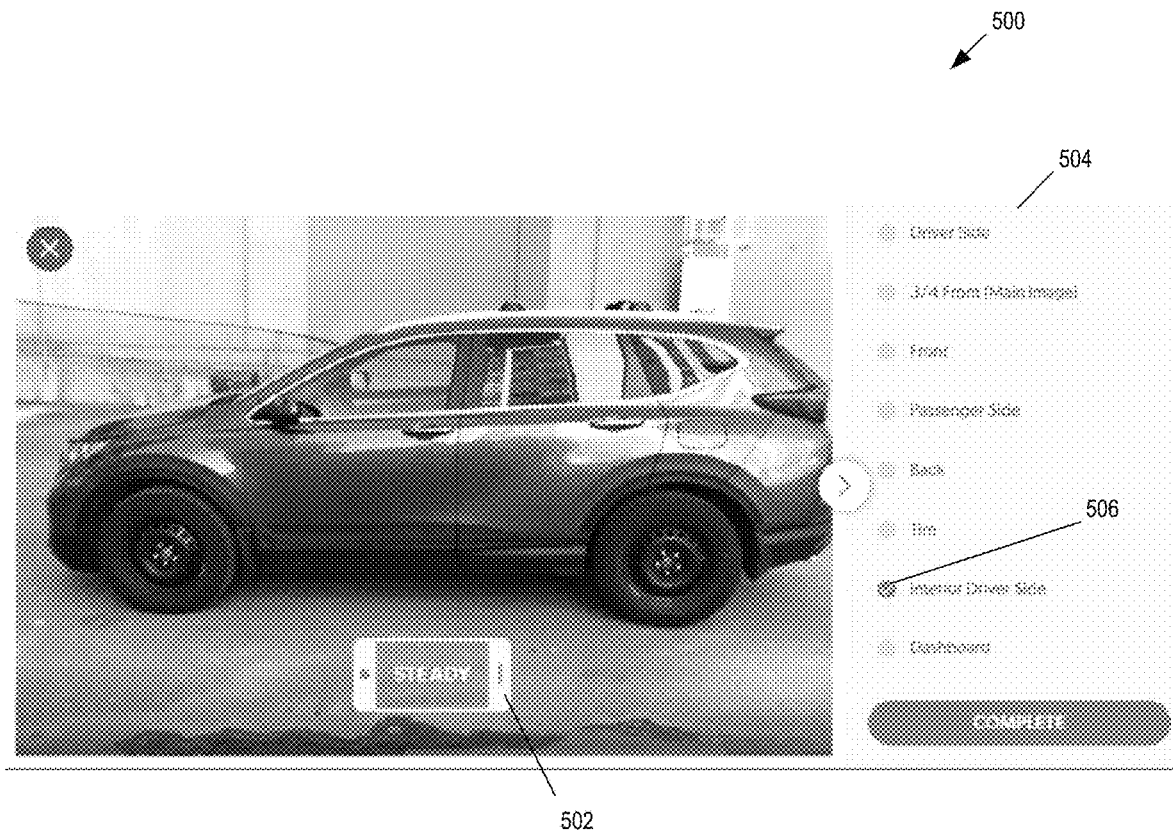 500
504
Driver Side
3/4 Front (Main Image)
Front
Passenger Side
Back
506
Interior Driver Side
Dashboard
STEADY
COMPLETE
502